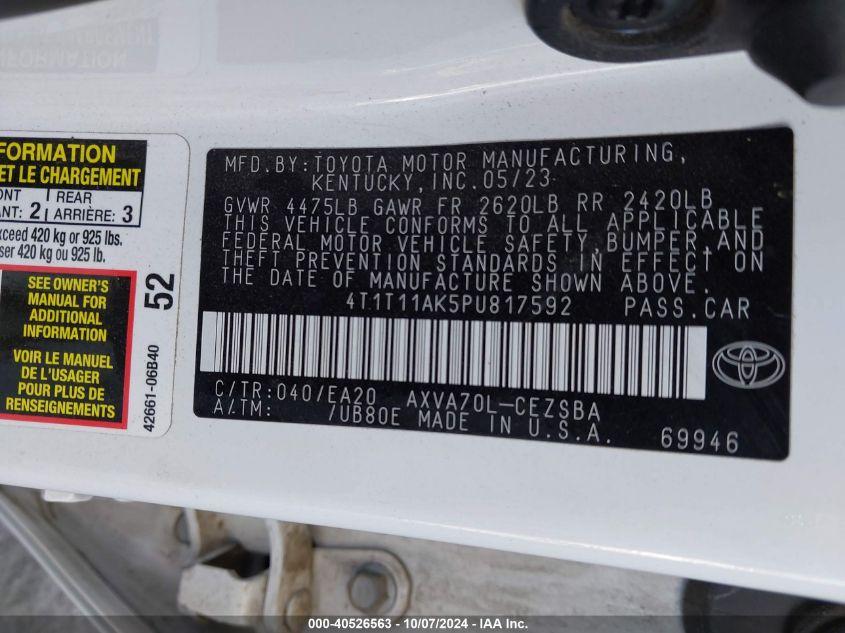 FORMATION
ET LE CHARGEMENT
REAR
2 ARRIÈRE: 3
420 kg or 925 lbs.
420 kg ou 925 lb.
SEE OWNER'S
MANUAL FOR
ADDITIONAL
INFORMATION
VOIR LE MANUEL
DE L'USAGER
POUR PLUS DE
RENSEIGNEMENTS
52
42661-06B40
MFD.BY:TOYOTA MOTOR MANUFACTURING,
KENTUCKY,INC.05/23
GVWR 4475LB GAWR FR 2620LB RR 2420LB
THIS VEHICLE CONFORMS TO ALL APPLICABLE
FEDERAL MOTOR VEHICLE SAFETY,BUMPER,AND
THEFT PREVENTION STANDARDS IN EFFECT ON
THE DATE OF MANUFACTURE SHOWN ABOVE.
4T1T11AK5PU817592 PASS.CAR
C/TR:040/EA20 AXVA70L-CEZSBA
A/TM: /UB80E MADE IN U.S.A.
69946
TOYOTA
000-40526563 - 10/07/2024 - IAA Inc.